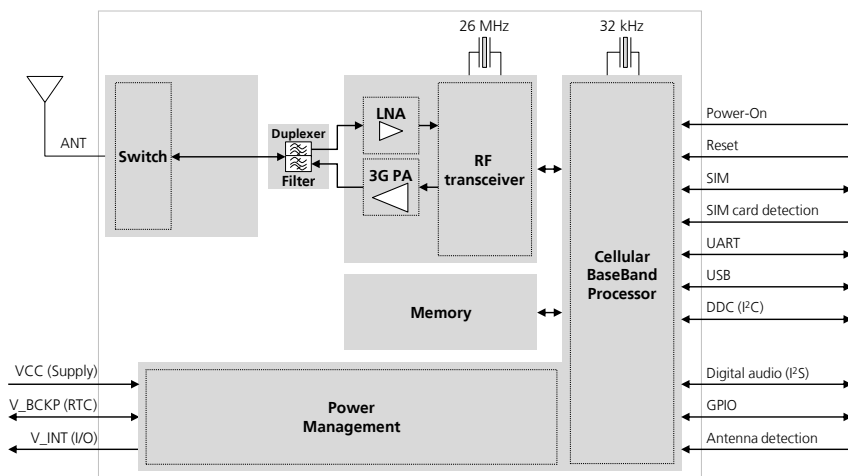 26 MHz
32 kHz
ANT
Switch
Duplexer
Filter
LNA
3G PA
RF
transceiver
Memory
Cellular
BaseBand
Processor
Power
Management
VCC (Supply)
V_BCKP (RTC)
V_INT (I/O)
Power-On
Reset
SIM
SIM card detection
UART
USB
DDC (I²C)
Digital audio (I²S)
GPIO
Antenna detection